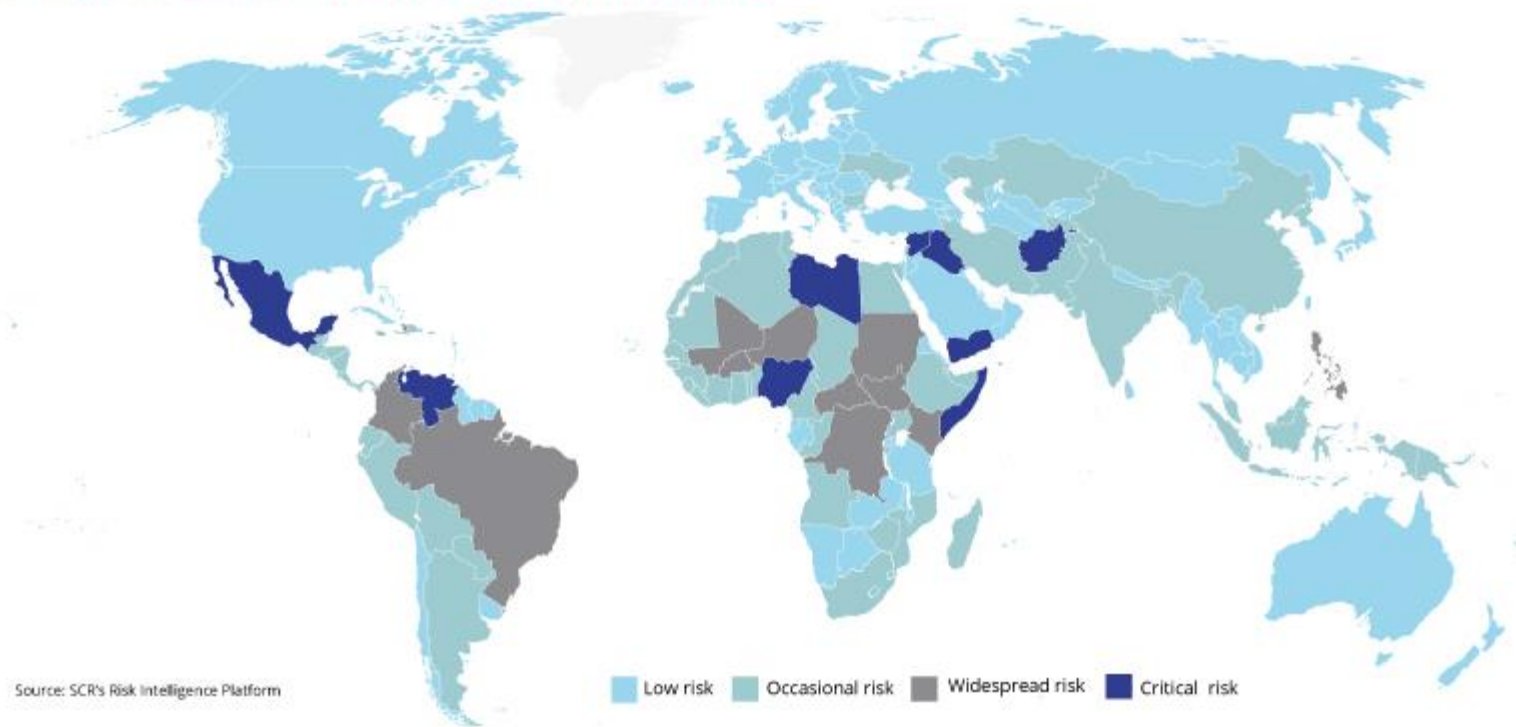 Source: SCR's Risk Intelligence Platform
Low risk
Occasional risk
Widespread risk
Critical risk